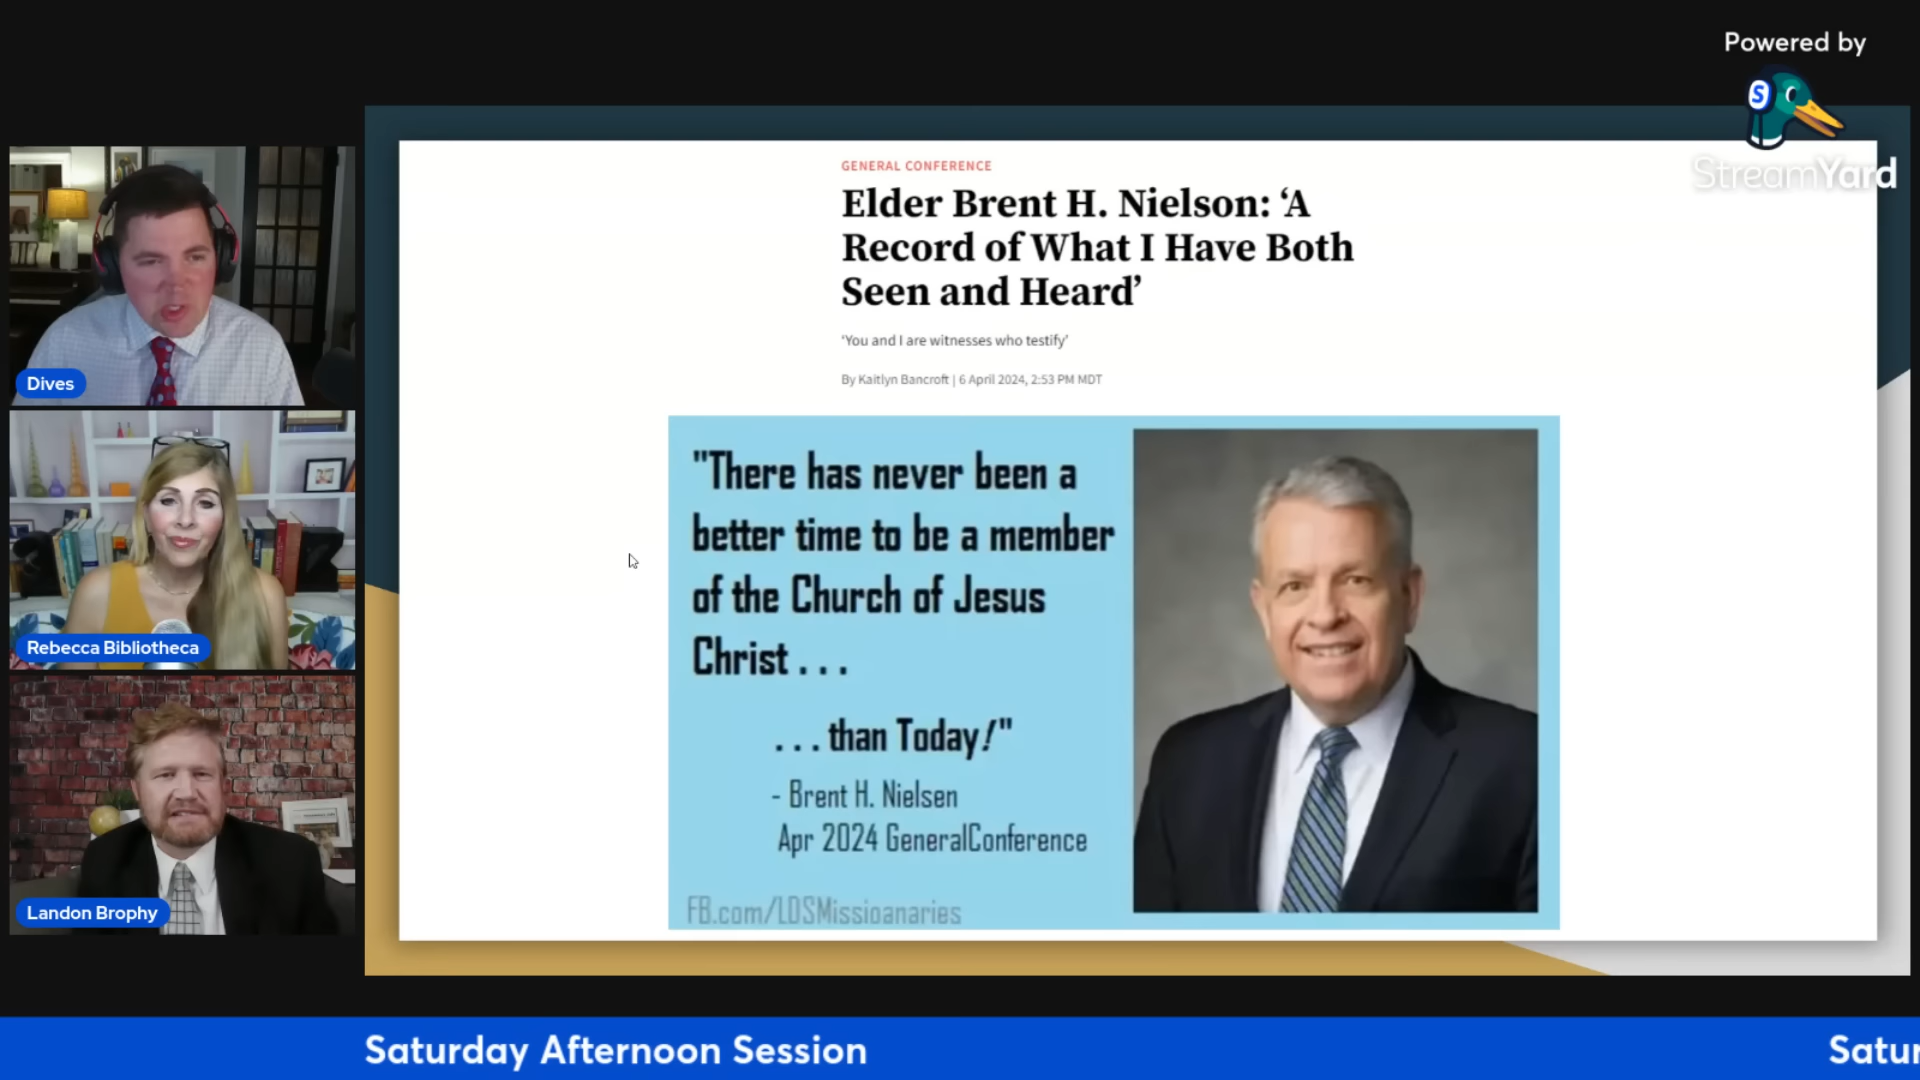 Powered by
S
StreamYard
GENERAL CONFERENCE
Elder Brent H. Nielson: ‘A
Record of What I Have Both
Seen and Heard’
‘You and I are witnesses who testify’
By Kaitlyn Bancroft | 6 April 2024, 2:53 PM MDT
"There has never been a
better time to be a member
of the Church of Jesus
Christ . . .
. . . than Today!"
- Brent H. Nielsen
Apr 2024 GeneralConference
FB.com/LDSMissioanaries
Dives
Rebecca Bibliotheca
Landon Brophy
Saturday Afternoon Session
Satur